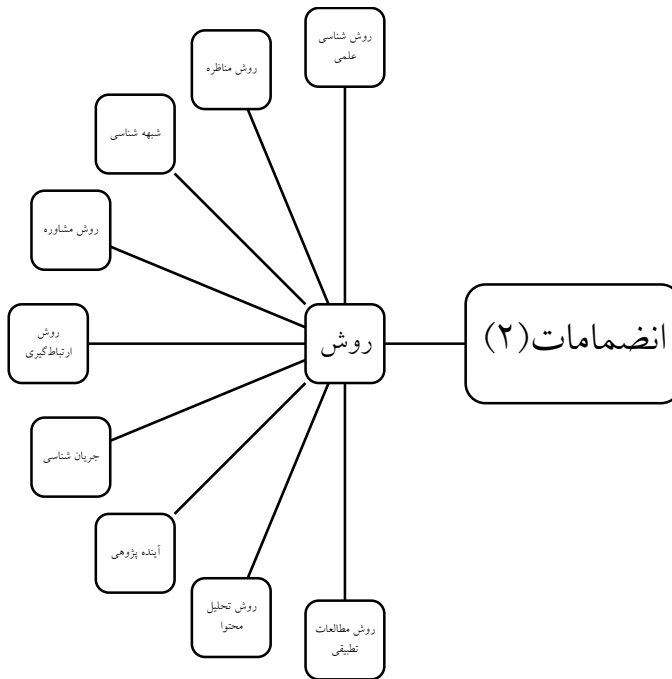 انضمامات(۲)
روش
روش شناسی
علمی
روش مناظره
شبهه شناسی
روش مشاوره
روش
ارتباط‌گیری
جریان شناسی
آینده پژوهی
روش تحلیل
محتوا
روش مطالعات
تطبیقی